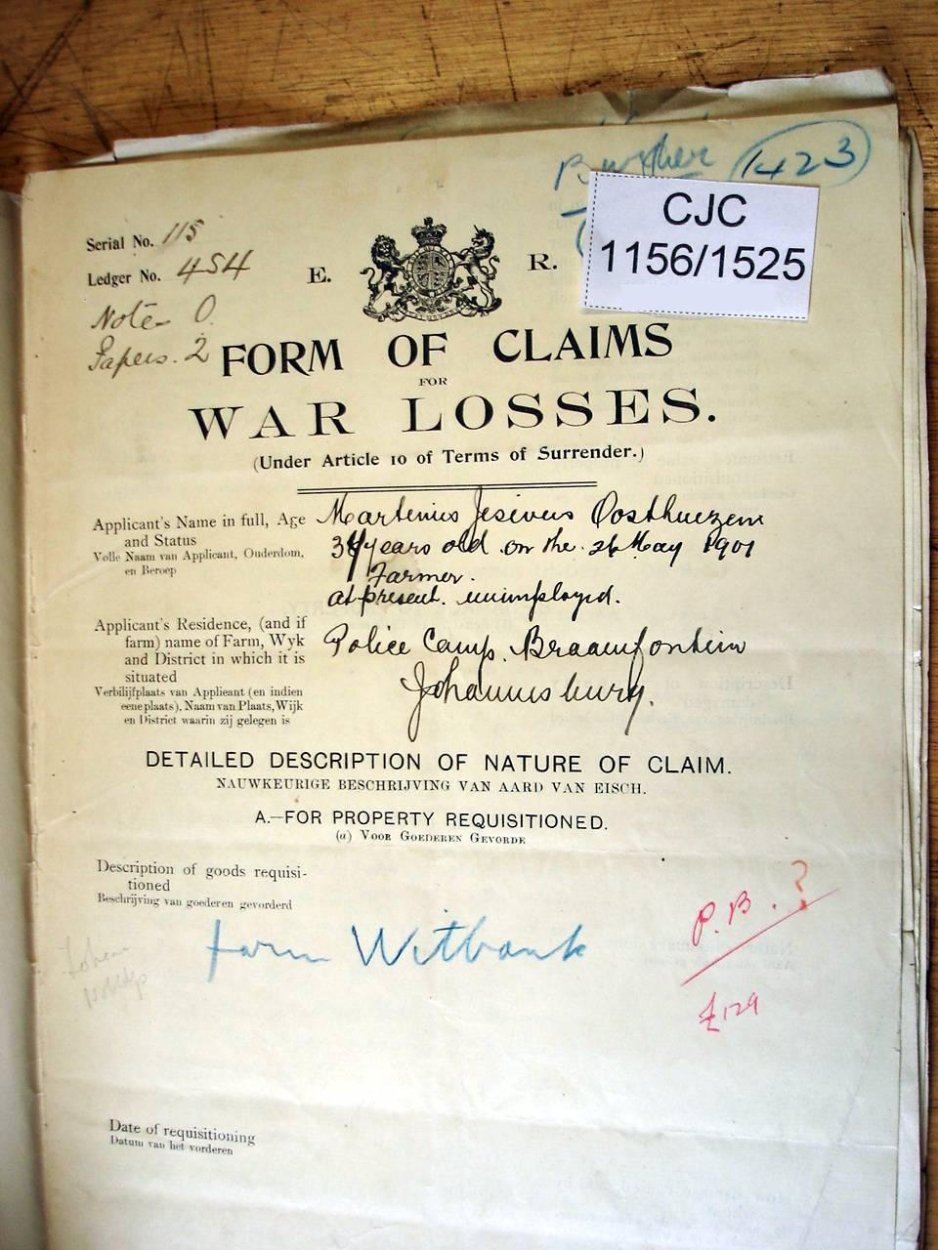 Burgher 1423
CJC
1156/1525
Serial No. 115
Ledger No. 454
E. R.
Note 0.
Papers. 2
FORM OF CLAIMS
FOR
WAR LOSSES.
(Under Article 10 of Terms of Surrender.)
Applicant's Name in full, Age and Status
Volle Naam van Applicant, Ouderdom, en Beroep
Martenius Jesevus Oosthuezen
years old on the 26 May 1901
Farmer.
at present unimployed.
Applicant's Residence, (and if
farm) name of Farm, Wyk
and District in which it is
situated
Verblijfplaats van Applicant (en indien
eene plaats), Naam van Plaats, Wijk
en District waarin zij gelegen is
Police Camp. Braamfontein
Johannisburg.
DETAILED DESCRIPTION OF NATURE OF CLAIM.
NAUWKEURIGE BESCHRIJVING VAN AARD VAN EISCH.
A.—FOR PROPERTY REQUISITIONED.
(a) VOOR GOEDEREN GEVORDE
Description of goods requisi-
tioned
Beschrijving van goederen gevorderd
P.B. ?
farm Witbank
£129
Date of requisitioning
Datum van het vorderen